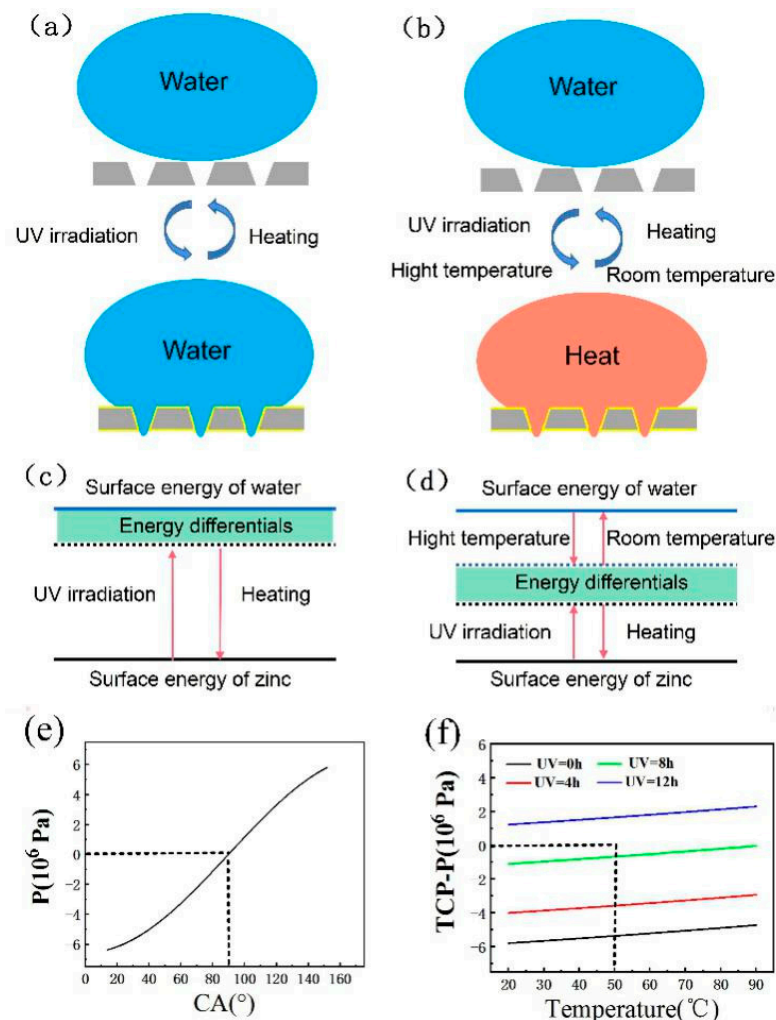 (a)
Water
UV irradiation
Heating
Water
(b)
Water
UV irradiation
Heating
Hight temperature
Room temperature
Heat
(c)
Surface energy of water
Energy differentials
UV irradiation
Heating
Surface energy of zinc
(d)
Surface energy of water
Hight temperature
Room temperature
Energy differentials
UV irradiation
Heating
Surface energy of zinc
(e)
P(10⁶ Pa)
6
4
2
0
−2
−4
6
0 20 40 60 80 100 120 140 160
CA(°)
(f)
TCP-P(10⁶ Pa)
6
4
2
0
−2
−4
−6
UV=0h UV=8h
UV=4h UV=12h
20 30 40 50 60 70 80 90
Temperature(℃)